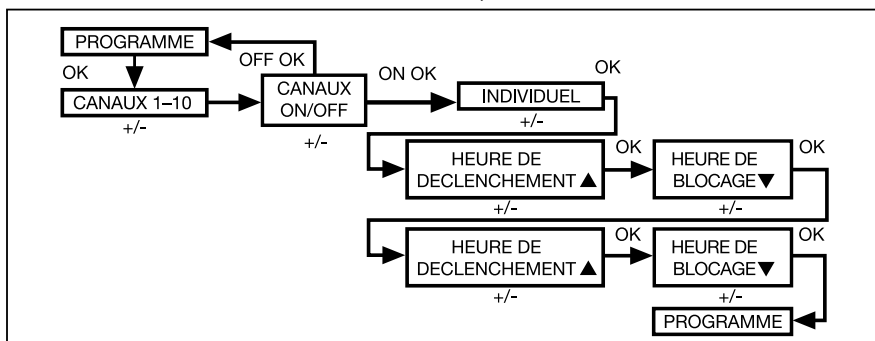 PROGRAMME
OK
OFF OK
CANAUX 1–10
+/-
CANAUX
ON/OFF
+/-
ON OK
INDIVIDUEL
+/-
OK
HEURE DE
DECLENCHEMENT ▲
+/-
OK
HEURE DE
BLOCAGE ▼
+/-
OK
HEURE DE
DECLENCHEMENT ▲
+/-
OK
HEURE DE
BLOCAGE ▼
+/-
OK
PROGRAMME